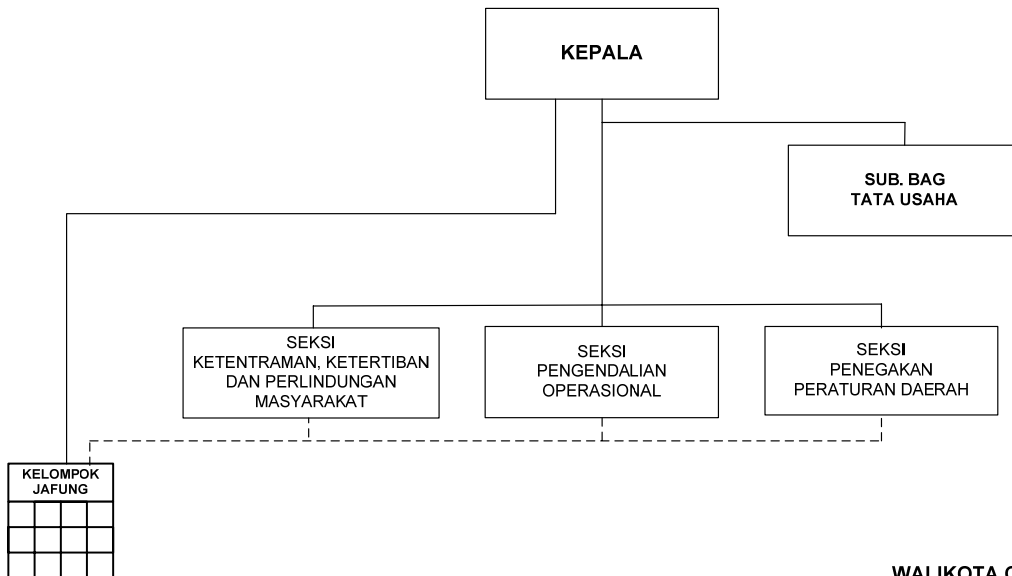 KEPALA
SUB. BAG
TATA USAHA
SEKSI
KETENTRAMAN, KETERTIBAN
DAN PERLINDUNGAN
MASYARAKAT
SEKSI
PENGENDALIAN
OPERASIONAL
SEKSI
PENEGAKAN
PERATURAN DAERAH
KELOMPOK
JAFUNG
WALIKOTA